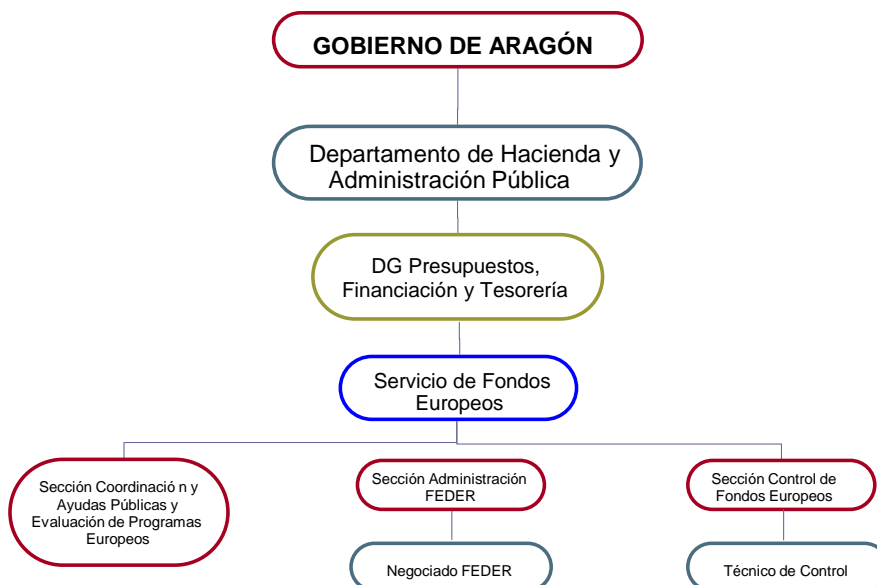 GOBIERNO DE ARAGÓN
Departamento de Hacienda y
Administración Pública
DG Presupuestos,
Financiación y Tesorería
Servicio de Fondos
Europeos
Sección Coordinació n y
Ayudas Públicas y
Evaluación de Programas
Europeos
Sección Administración
FEDER
Sección Control de
Fondos Europeos
Negociado FEDER
Técnico de Control